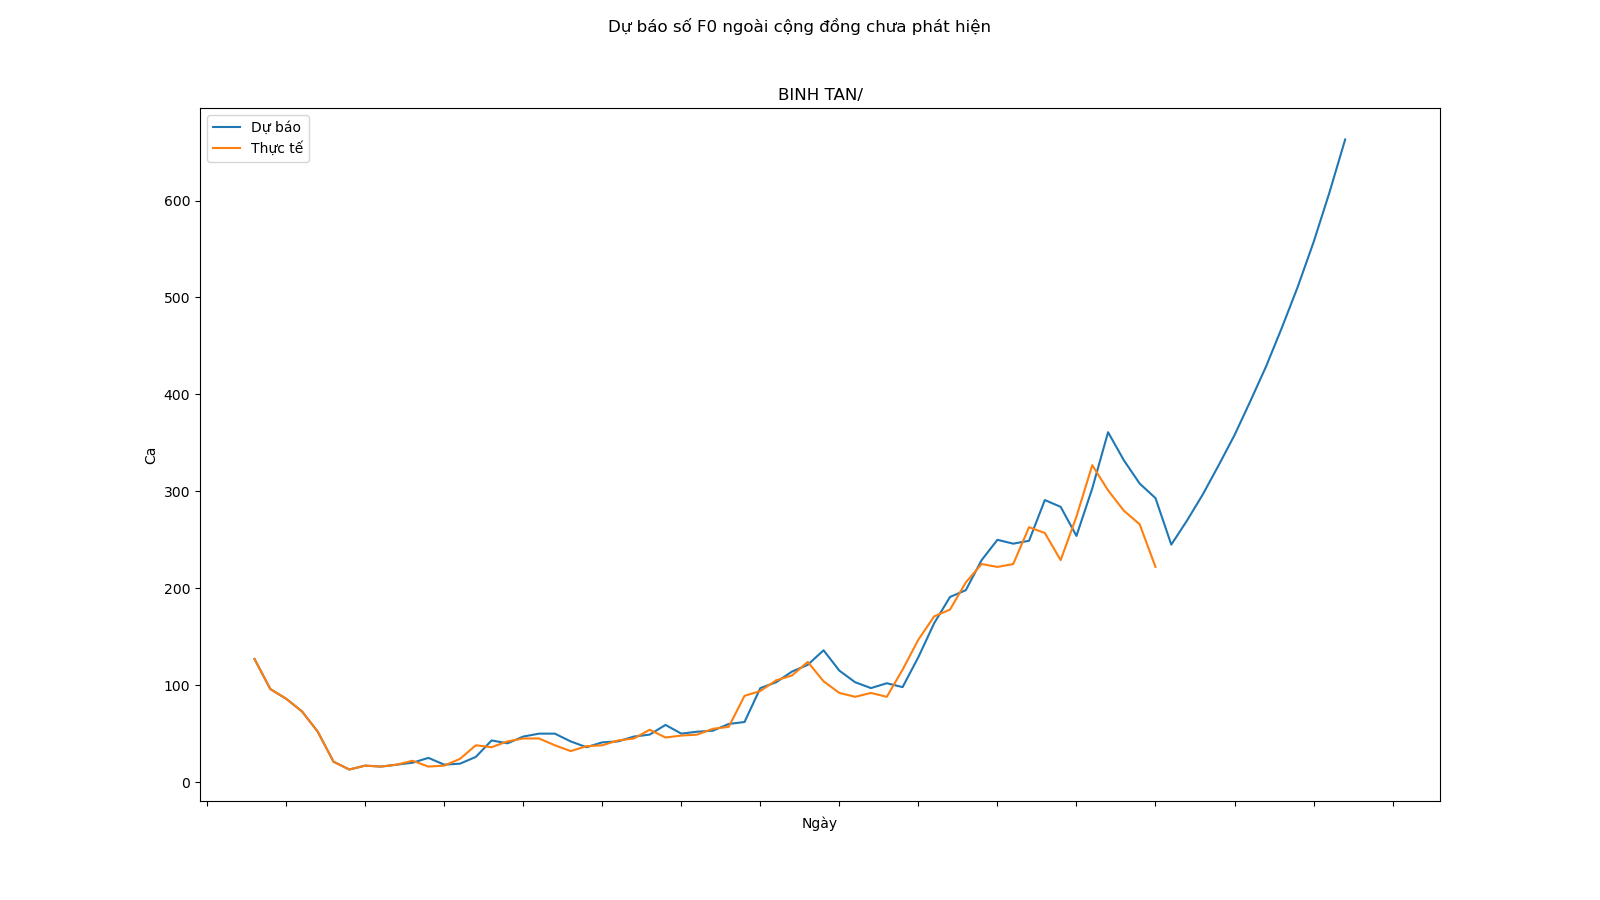 Dự báo số F0 ngoài cộng đồng chưa phát hiện
BINH TAN/
Dự báo
Thực tế
600
500
400
300
200
100
0
Ca
Ngày